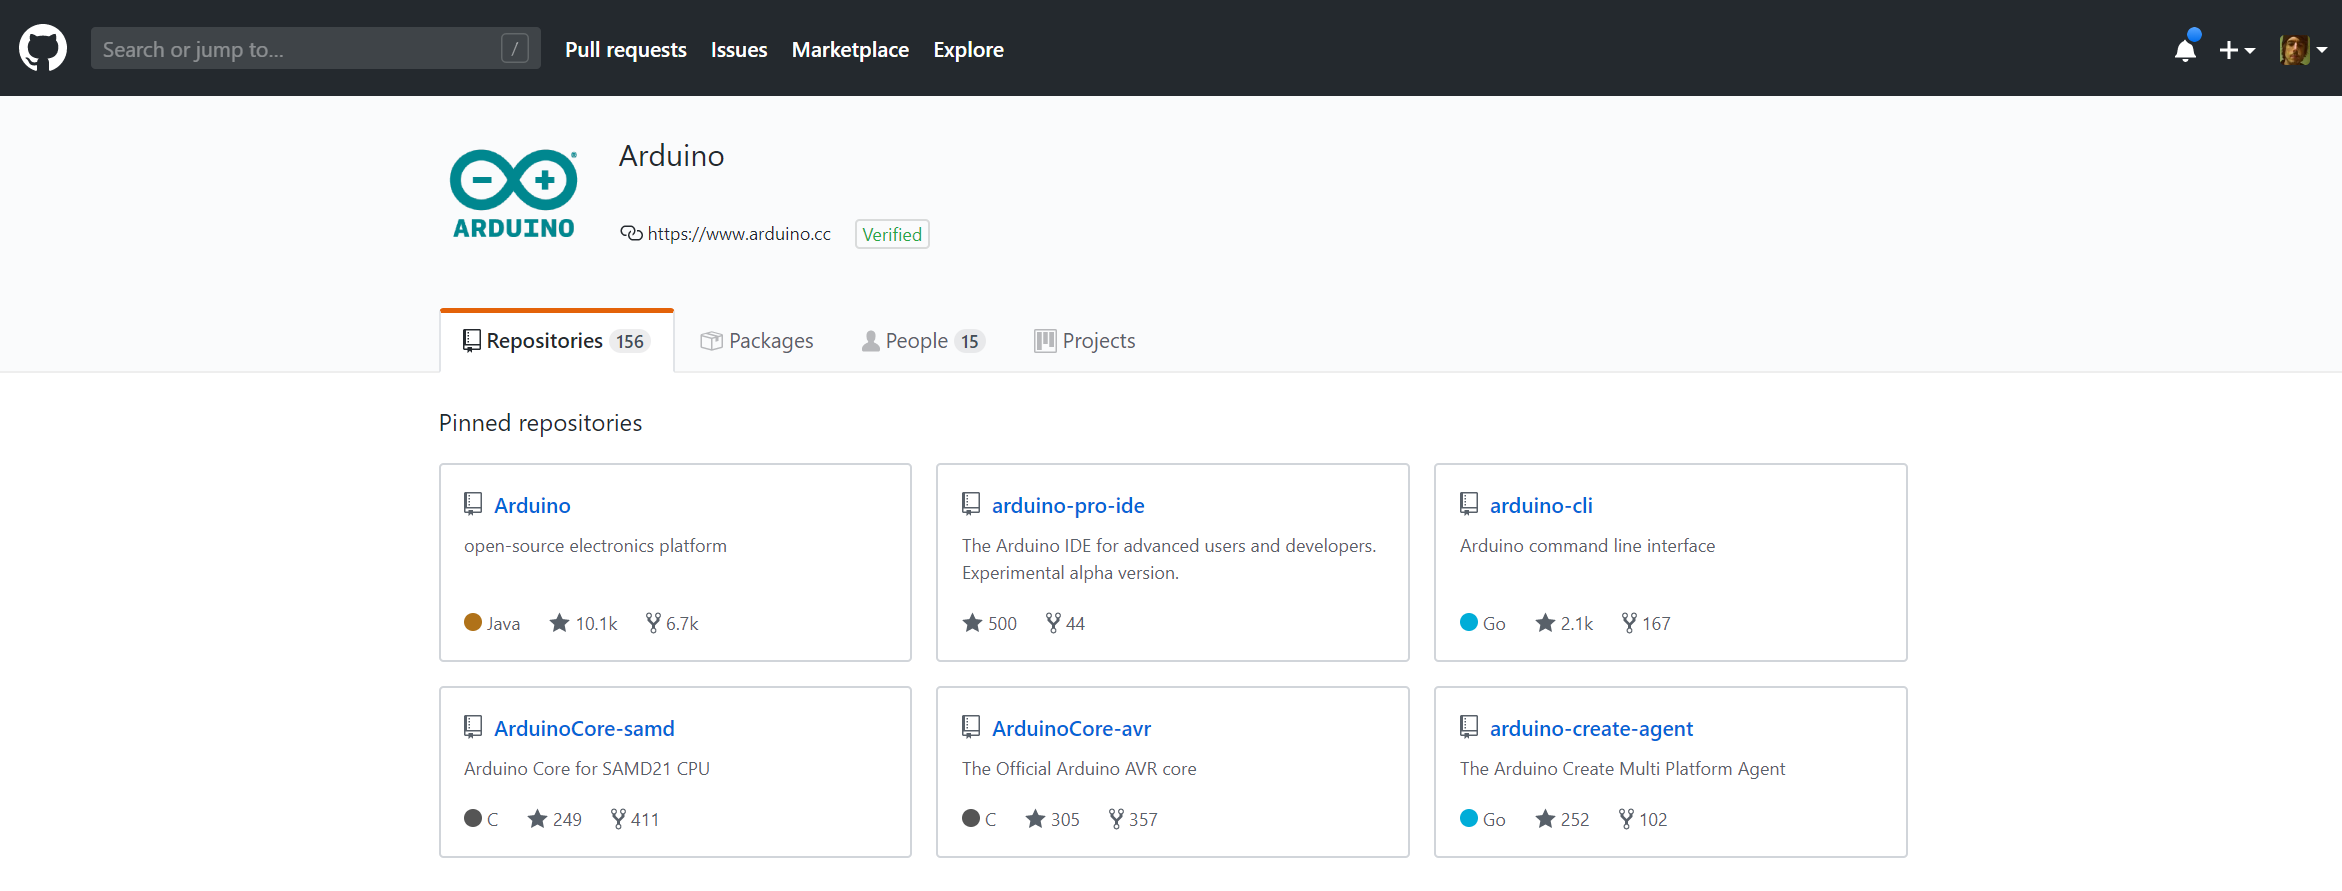 Search or jump to... /
Pull requests Issues Marketplace Explore
Arduino
ARDUINO
https://www.arduino.cc Verified
Repositories 156 Packages People 15 Projects
Pinned repositories
Arduino
open-source electronics platform
Java 10.1k 6.7k
arduino-pro-ide
The Arduino IDE for advanced users and developers.
Experimental alpha version.
500 44
arduino-cli
Arduino command line interface
Go 2.1k 167
ArduinoCore-samd
Arduino Core for SAMD21 CPU
C 249 411
ArduinoCore-avr
The Official Arduino AVR core
C 305 357
arduino-create-agent
The Arduino Create Multi Platform Agent
Go 252 102